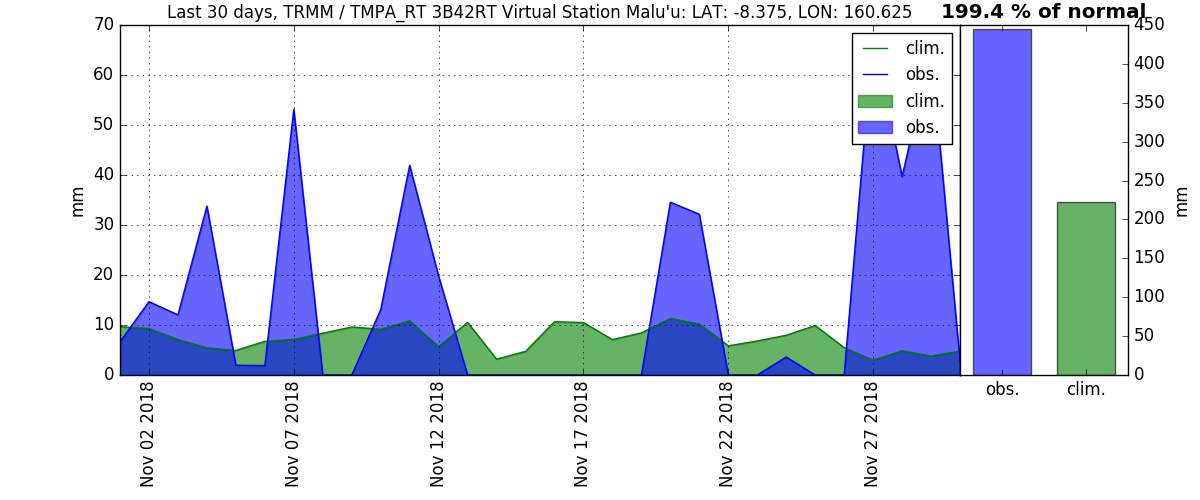 Last 30 days, TRMM / TMPA_RT 3B42RT Virtual Station Malu'u: LAT: -8.375, LON: 160.625
199.4 % of normal
70
60
50
40
30
20
10
0
mm
clim.
obs.
clim.
obs.
450
400
350
300
250
200
150
100
50
0
mm
obs.
clim.
Nov 02 2018
Nov 07 2018
Nov 12 2018
Nov 17 2018
Nov 22 2018
Nov 27 2018